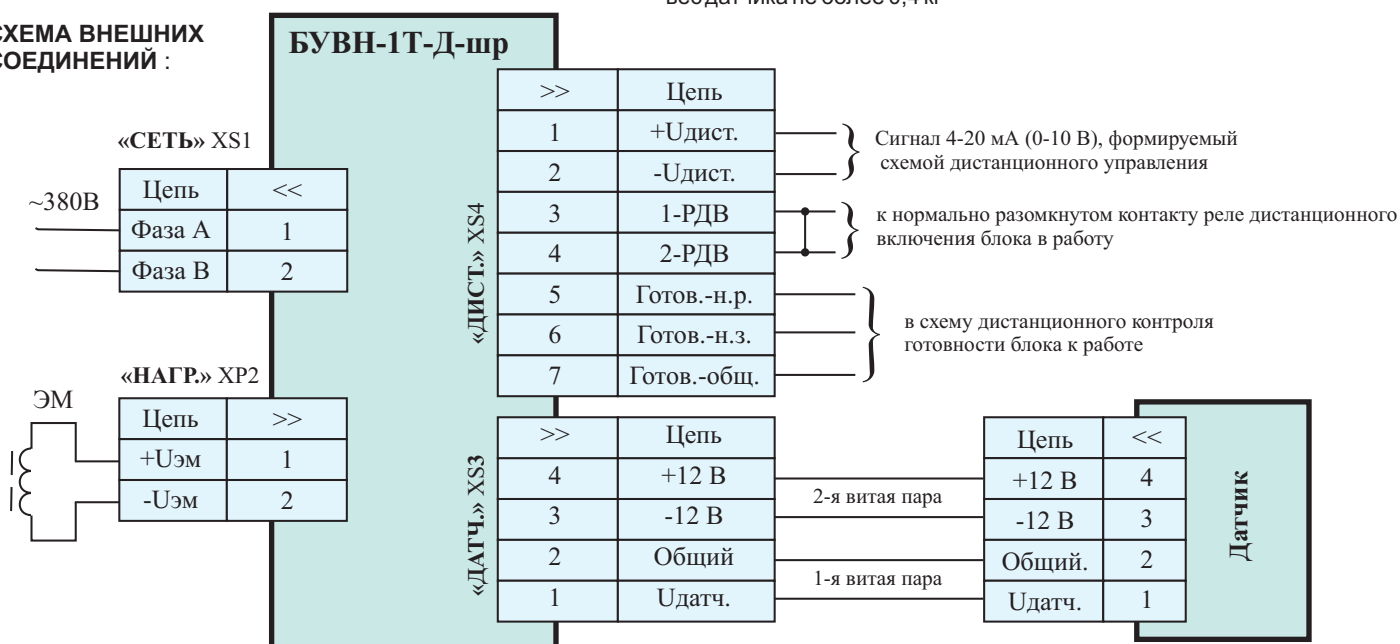 СХЕМА ВНЕШНИХ
СОЕДИНЕНИЙ :
БУВН-1Т-Д-шр
«СЕТЬ» XS1
~380В
Цепь <<
Фаза А 1
Фаза В 2
«НАГР.» XP2
ЭМ
Цепь >>
+Uэм 1
-Uэм 2
«ДИСТ.» XS4
>> Цепь
1 +Uдист.
2 -Uдист.
3 1-РДВ
4 2-РДВ
5 Готов.-н.р.
6 Готов.-н.з.
7 Готов.-общ.
Сигнал 4-20 мА (0-10 В), формируемый
схемой дистанционного управления
к нормально разомкнутом контакту реле дистанционного
включения блока в работу
в схему дистанционного контроля
готовности блока к работе
«ДАТЧ.» XS3
>> Цепь
4 +12 В
3 -12 В
2 Общий
1 Uдатч.
2-я витая пара
1-я витая пара
Цепь <<
+12 В 4
-12 В 3
Общий. 2
Uдатч. 1
Датчик